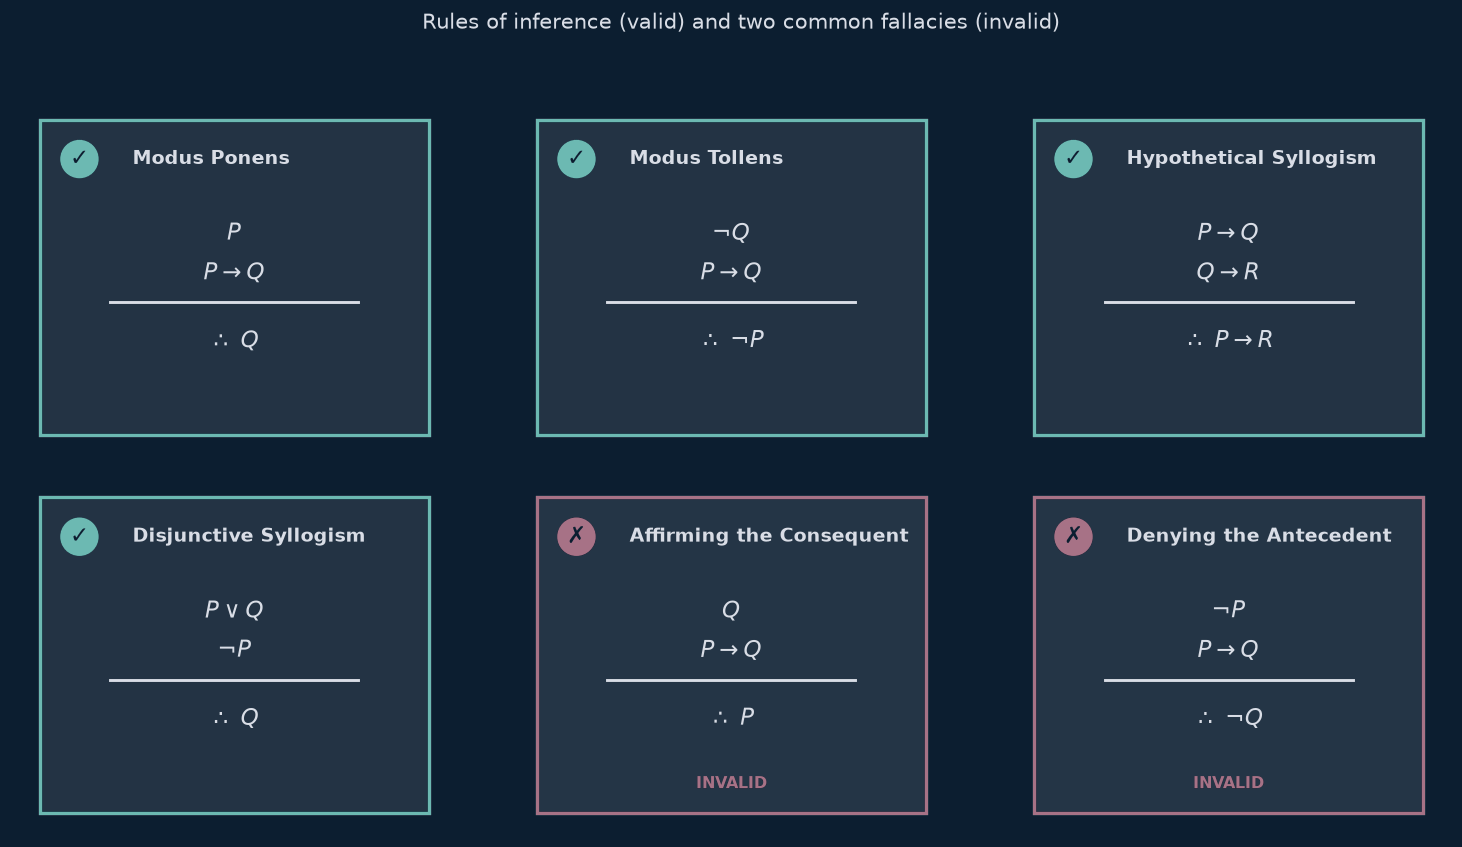 Rules of inference (valid) and two common fallacies (invalid)
✓ Modus Ponens
P
P → Q
∴ Q
✓ Modus Tollens
¬Q
P → Q
∴ ¬P
✓ Hypothetical Syllogism
P → Q
Q → R
∴ P → R
✓ Disjunctive Syllogism
P ∨ Q
¬P
∴ Q
✗ Affirming the Consequent
Q
P → Q
∴ P
INVALID
✗ Denying the Antecedent
¬P
P → Q
∴ ¬Q
INVALID